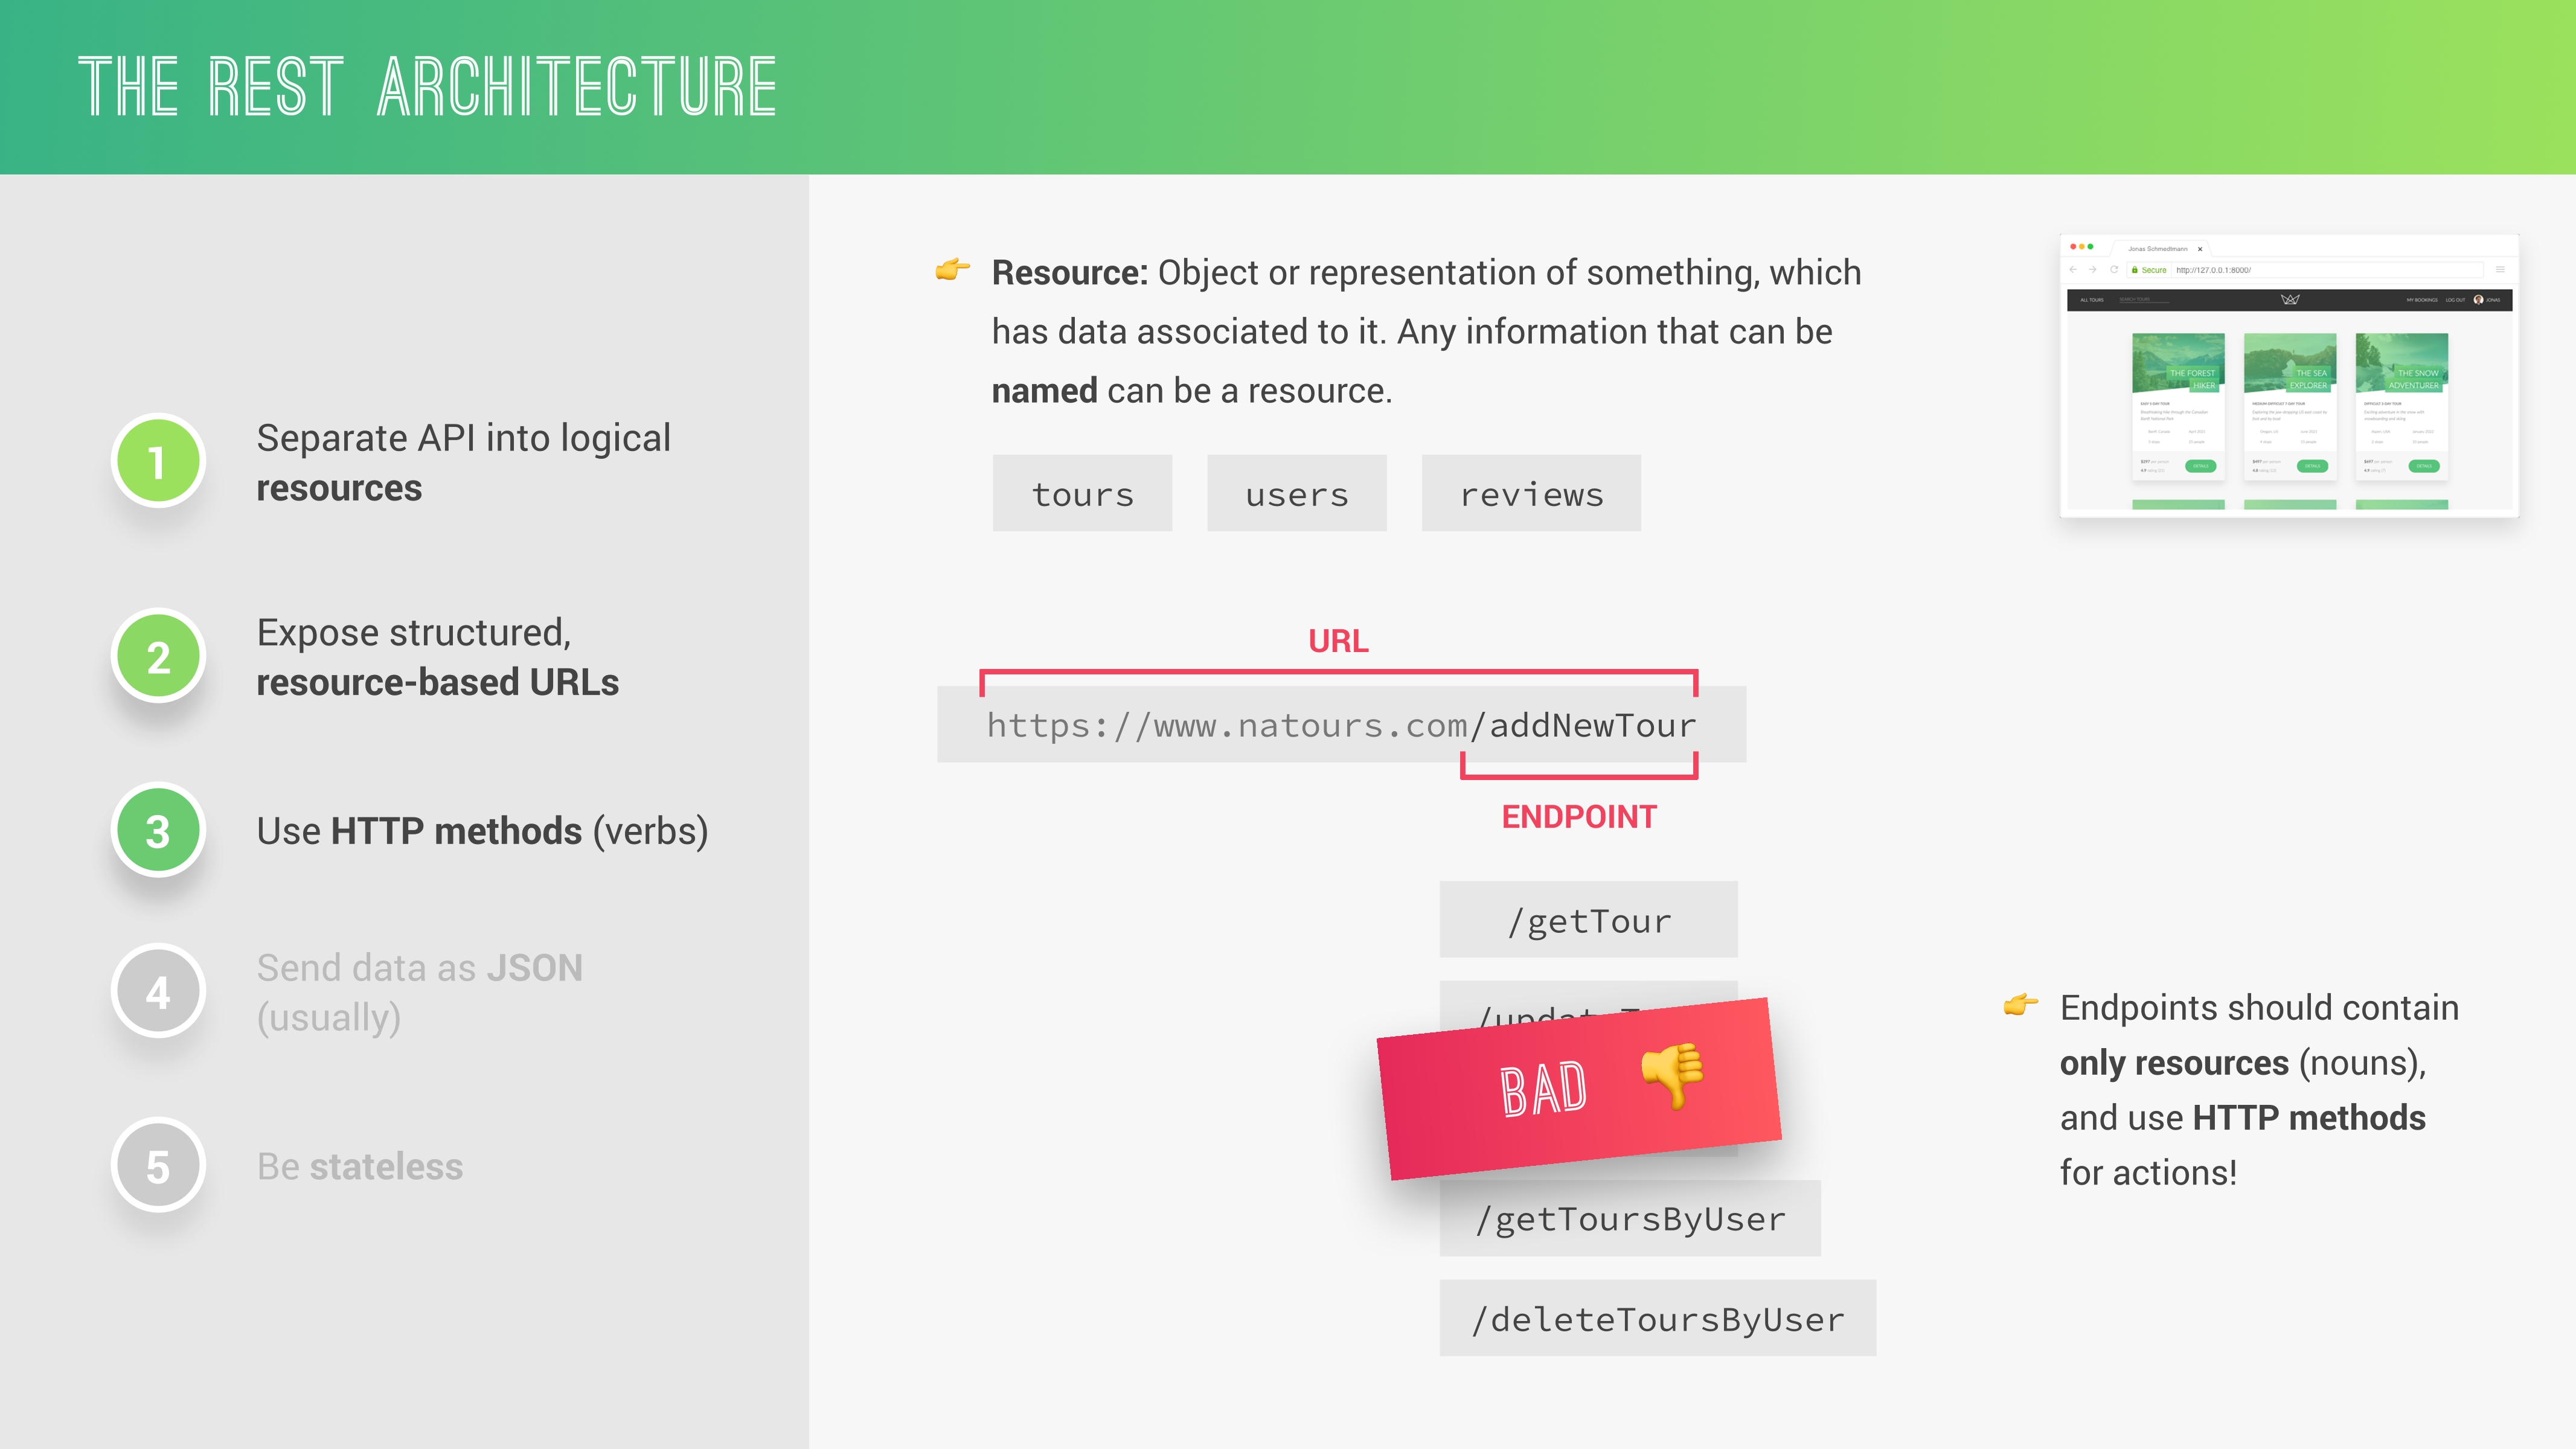 THE REST ARCHITECTURE
1
Separate API into logical
resources
2
Expose structured,
resource-based URLs
3
Use HTTP methods (verbs)
4
Send data as JSON
(usually)
5
Be stateless
Resource: Object or representation of something, which
has data associated to it. Any information that can be
named can be a resource.
tours users reviews
URL
https://www.natours.com/addNewTour
ENDPOINT
/getTour
BAD
/getToursByUser
/deleteToursByUser
Jonas Schmedtmann
Secure http://127.0.0.1:8000/
ALL TOURS SEARCH TOURS MY BOOKINGS LOG OUT JONAS
THE FOREST
HIKER
THE SEA
EXPLORER
THE SNOW
ADVENTURER
DETAILS DETAILS DETAILS
Endpoints should contain
only resources (nouns),
and use HTTP methods
for actions!